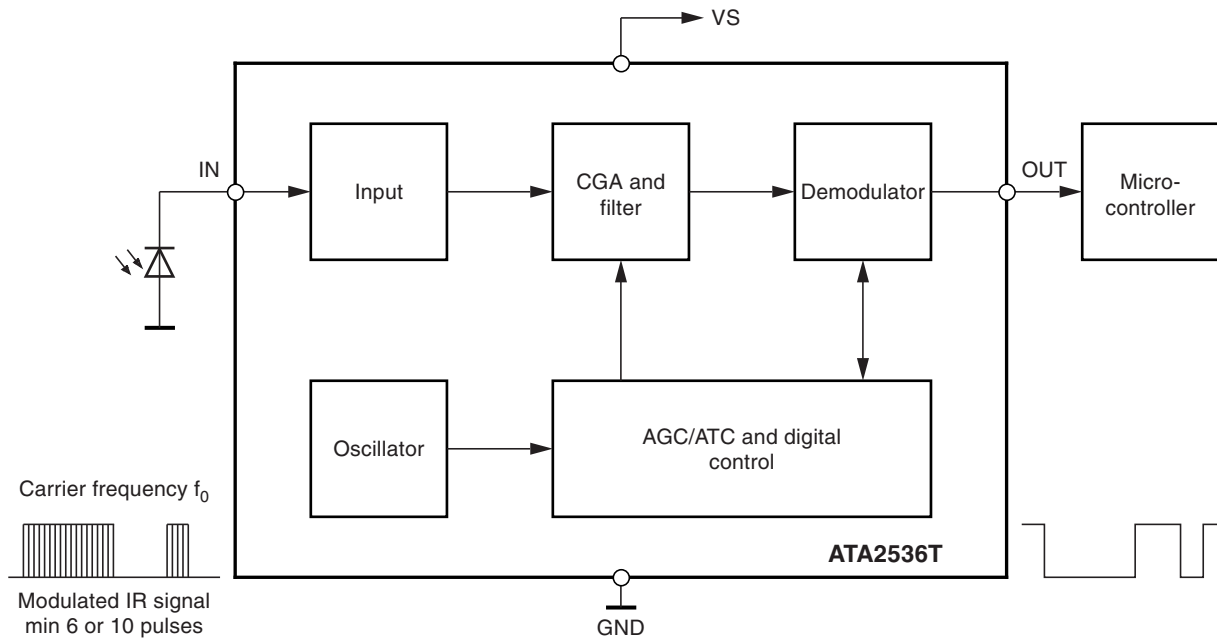 VS
IN
Input
CGA and
filter
Demodulator
OUT
Micro-
controller
Oscillator
AGC/ATC and digital
control
Carrier frequency f₀
Modulated IR signal
min 6 or 10 pulses
ATA2536T
GND